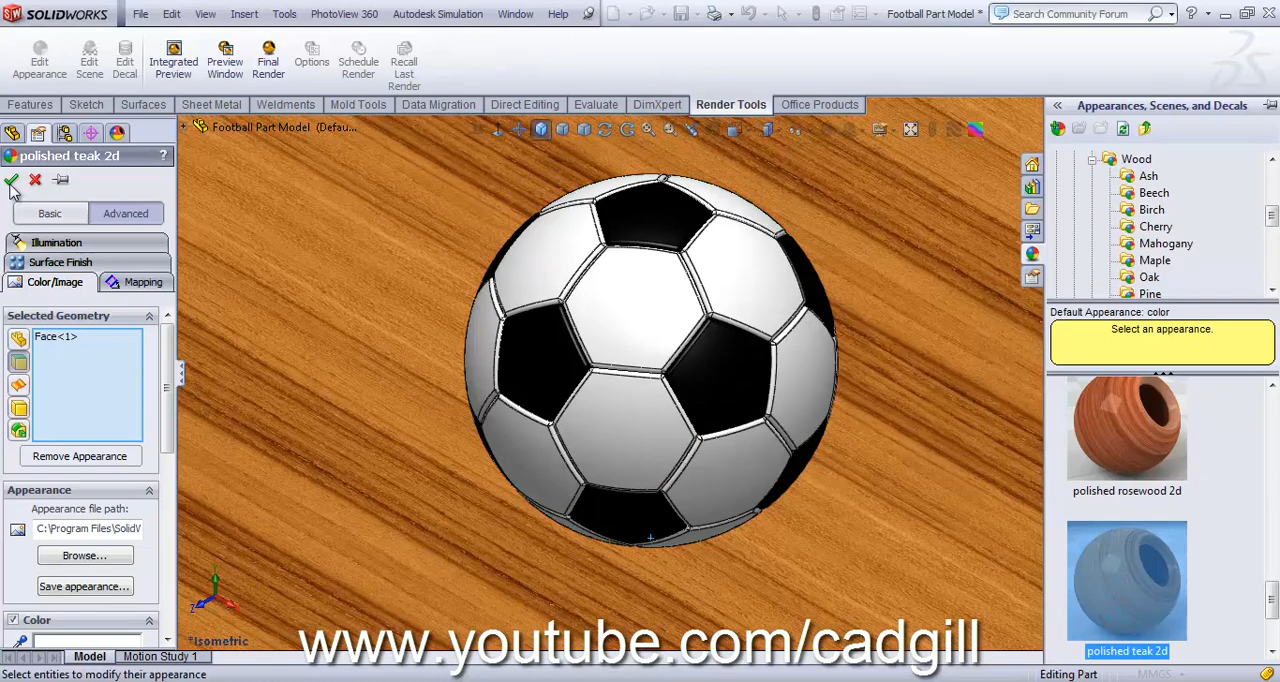 SOLIDWORKS
File Edit View Insert Tools PhotoView 360 Autodesk Simulation Window Help
Football Part Model *
Search Community Forum
Edit Appearance
Edit Scene
Edit Decal
Integrated Preview
Preview Window
Final Render
Options
Schedule Render
Recall Last Render
Features Sketch Surfaces Sheet Metal Weldments Mold Tools Data Migration Direct Editing Evaluate DimXpert Render Tools Office Products
Appearances, Scenes, and Decals
Football Part Model (Defau...
polished teak 2d ?
Basic Advanced
Illumination
Surface Finish
Color/Image Mapping
Selected Geometry
Face<1>
Remove Appearance
Appearance
Appearance file path:
C:\Program Files\SolidW
Browse...
Save appearance...
Color
Wood
Ash
Beech
Birch
Cherry
Mahogany
Maple
Oak
Pine
Default Appearance: color
Select an appearance.
polished rosewood 2d
polished teak 2d
Z
*Isometric
www.youtube.com/cadgill
Model Motion Study 1
Select entities to modify their appearance
Editing Part
MMGS